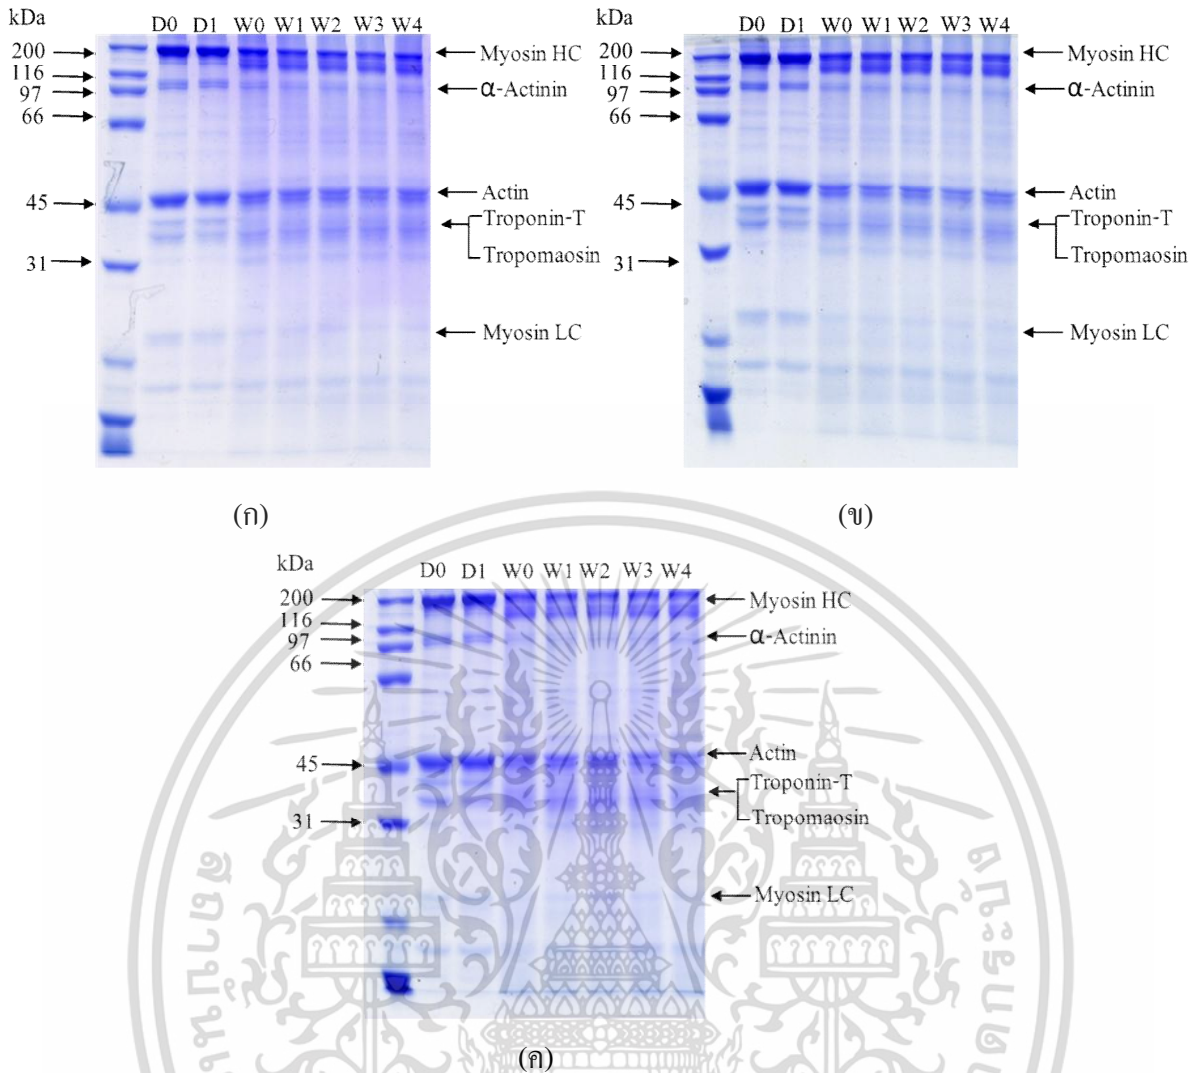 kDa
D0 D1 W0 W1 W2 W3 W4
200
116
97
66
45
31
Myosin HC
α-Actinin
Actin
Troponin-T
Tropomaosin
Myosin LC
(ก)
kDa
D0 D1 W0 W1 W2 W3 W4
200
116
97
66
45
31
Myosin HC
α-Actinin
Actin
Troponin-T
Tropomaosin
Myosin LC
(ข)
kDa
D0 D1 W0 W1 W2 W3 W4
200
116
97
66
45
31
Myosin HC
α-Actinin
Actin
Troponin-T
Tropomaosin
Myosin LC
(ค)